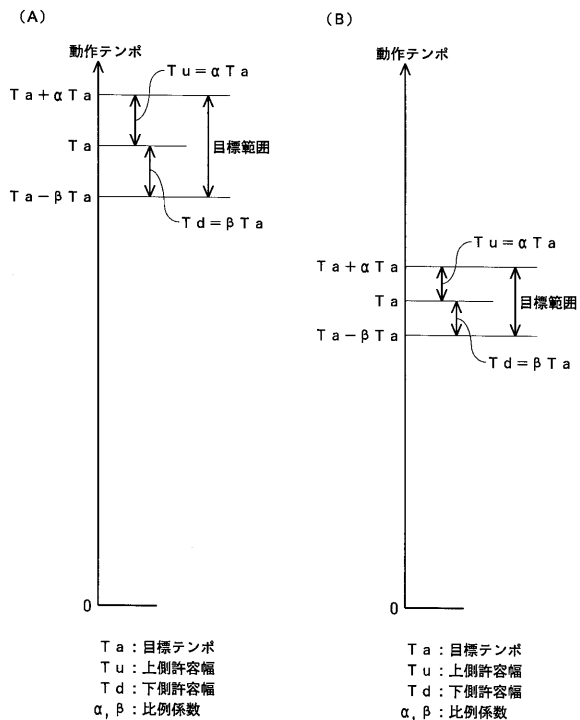 (A)
動作テンポ
Tu=αTa
Ta+αTa
Ta
目標範囲
Ta-βTa
Td=βTa
0
Ta:目標テンポ
Tu:上側許容幅
Td:下側許容幅
α,β:比例係数
(B)
動作テンポ
Tu=αTa
Ta+αTa
Ta
目標範囲
Ta-βTa
Td=βTa
0
Ta:目標テンポ
Tu:上側許容幅
Td:下側許容幅
α,β:比例係数